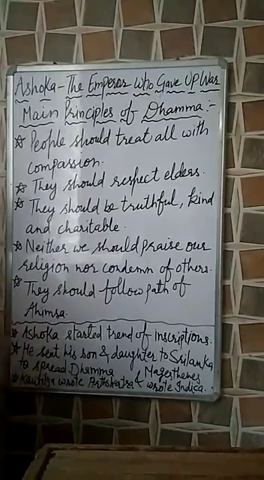 Ashoka - The Emperor Who Gave Up War
Main Principles of Dhamma :-
☆ People should treat all with
compassion.
☆ They should respect elders.
☆ They should be truthful, kind
and charitable.
☆ Neither we should praise our
religion nor condemn of others.
☆ They should follow path of
Ahimsa.
☆ Ashoka started trend of inscriptions.
☆ He sent his son & daughter to Srilanka
to spread Dhamma
☆ Kautilya wrote Arthshatra & Magesthenes wrote Indica.